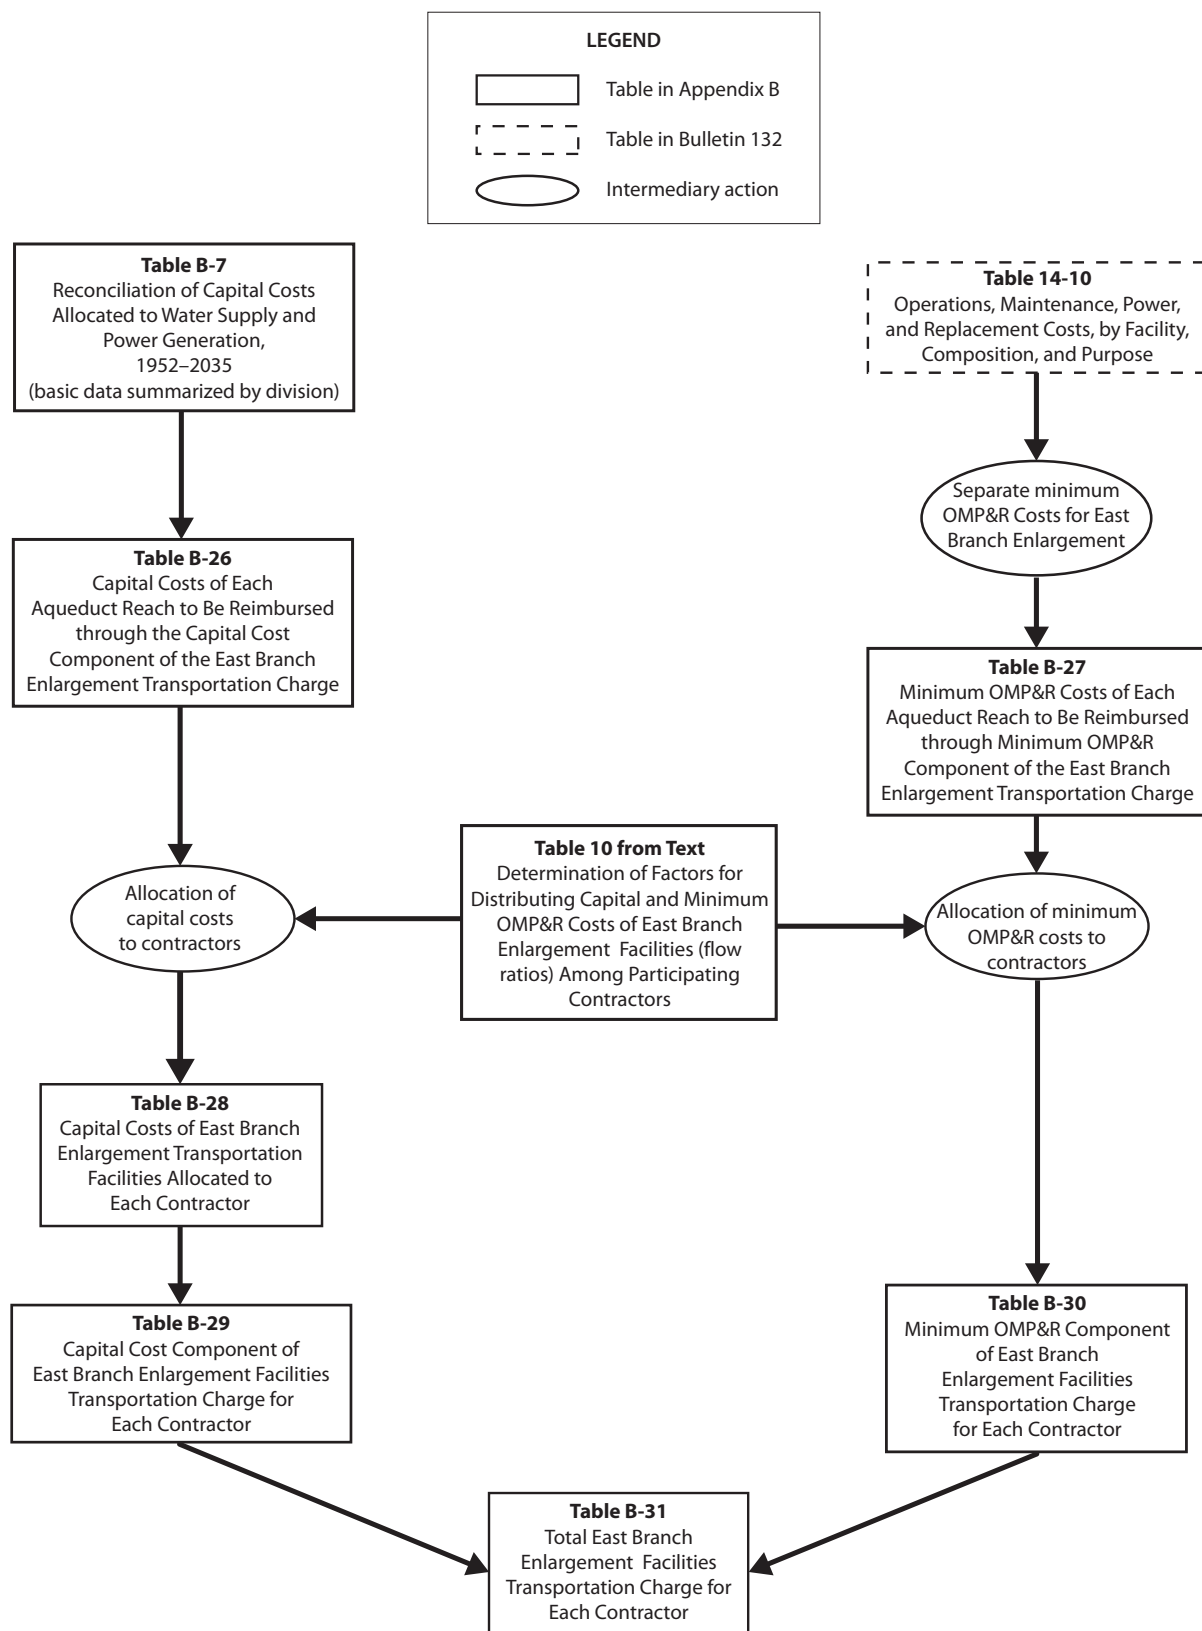 LEGEND
Table in Appendix B
Table in Bulletin 132
Intermediary action
Table B-7
Reconciliation of Capital Costs
Allocated to Water Supply and
Power Generation,
1952–2035
(basic data summarized by division)
Table 14-10
Operations, Maintenance, Power,
and Replacement Costs, by Facility,
Composition, and Purpose
Separate minimum
OMP&R Costs for East
Branch Enlargement
Table B-26
Capital Costs of Each
Aqueduct Reach to Be Reimbursed
through the Capital Cost
Component of the East Branch
Enlargement Transportation Charge
Table B-27
Minimum OMP&R Costs of Each
Aqueduct Reach to Be Reimbursed
through Minimum OMP&R
Component of the East Branch
Enlargement Transportation Charge
Allocation of
capital costs
to contractors
Table 10 from Text
Determination of Factors for
Distributing Capital and Minimum
OMP&R Costs of East Branch
Enlargement Facilities (flow
ratios) Among Participating
Contractors
Allocation of minimum
OMP&R costs to
contractors
Table B-28
Capital Costs of East Branch
Enlargement Transportation
Facilities Allocated to
Each Contractor
Table B-29
Capital Cost Component of
East Branch Enlargement Facilities
Transportation Charge for
Each Contractor
Table B-30
Minimum OMP&R Component
of East Branch
Enlargement Facilities
Transportation Charge
for Each Contractor
Table B-31
Total East Branch
Enlargement Facilities
Transportation Charge for
Each Contractor